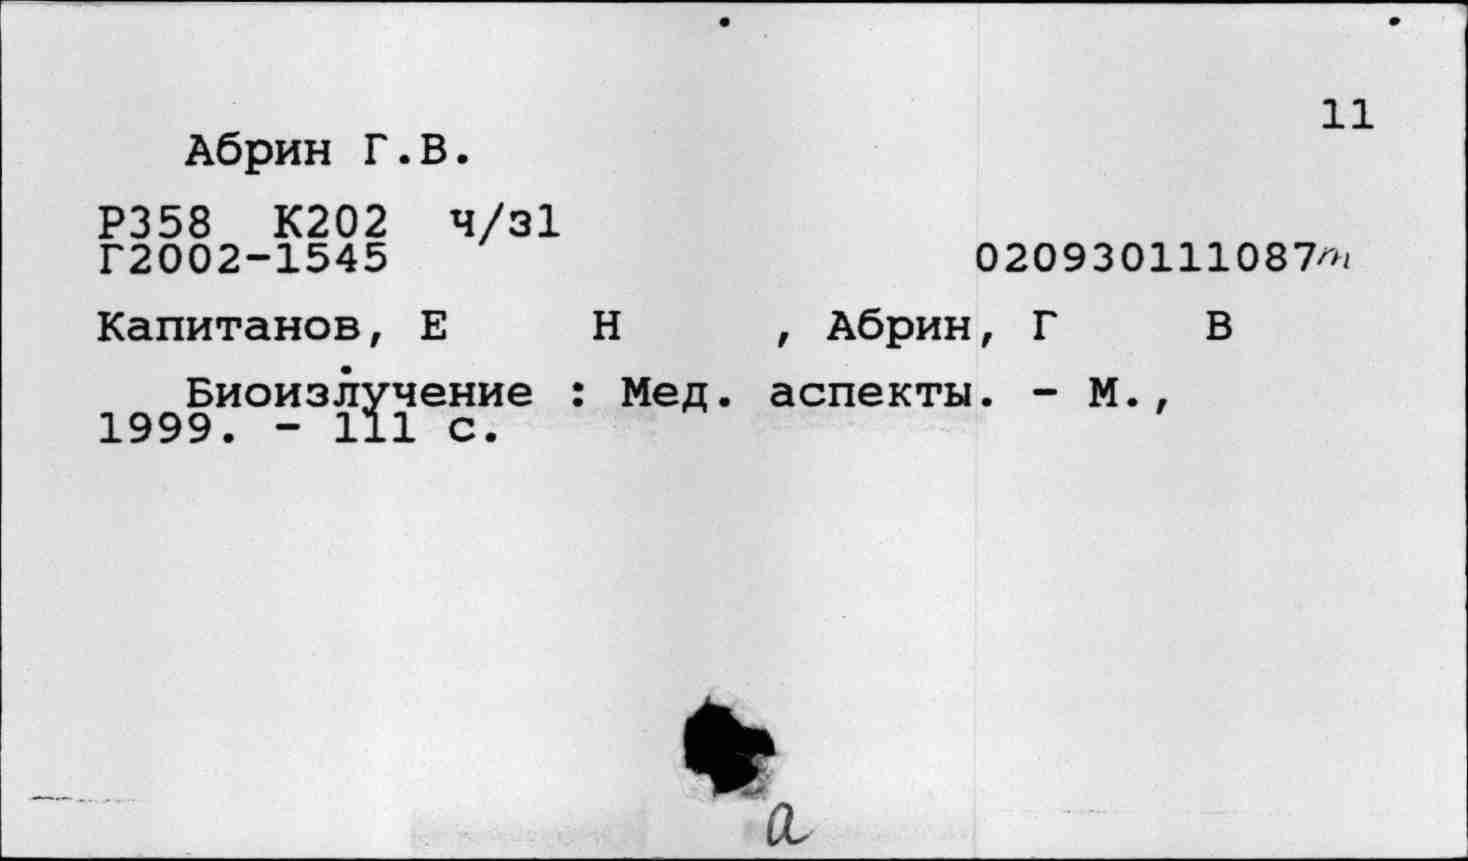 11
Абрин Г.В.
Р358 К202 ч/з1
Г2002-1545 020930111087m
Капитанов, Е Н , Абрин, Г В
Биоизлучение : Мед. аспекты. - М.,
1999. - 111 с.
a